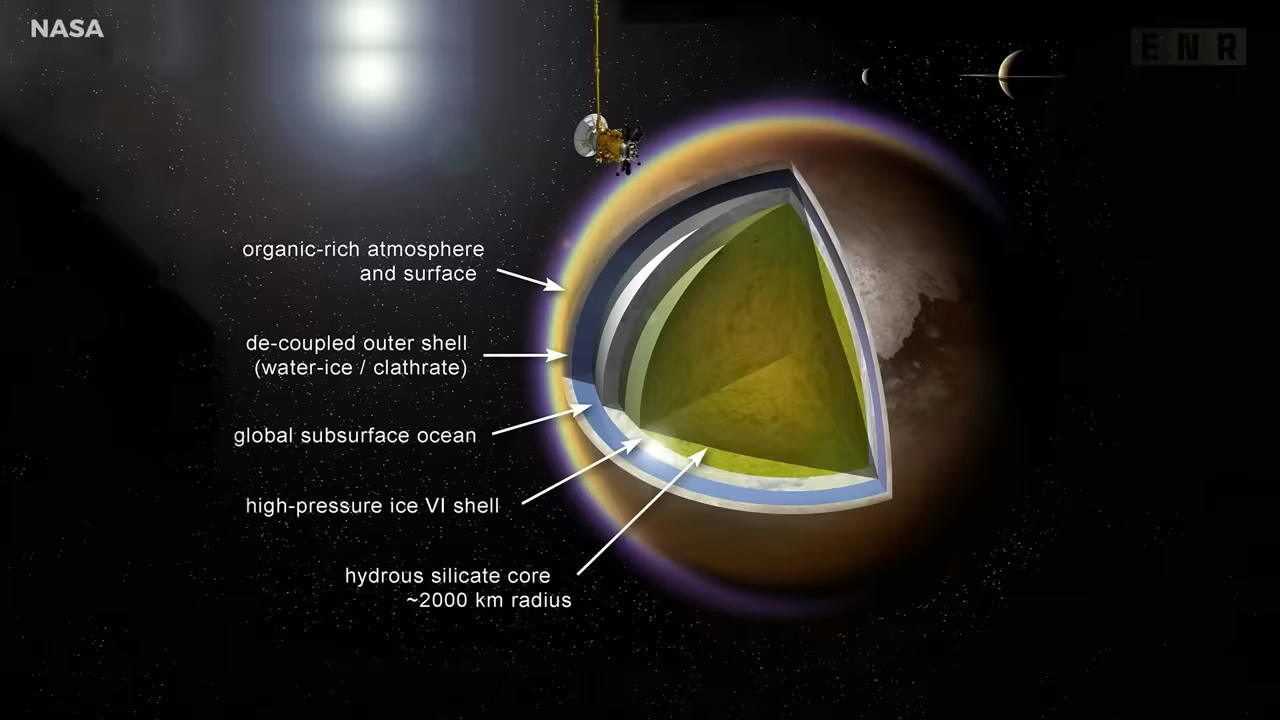 NASA
ENR
organic-rich atmosphere
and surface
de-coupled outer shell
(water-ice / clathrate)
global subsurface ocean
high-pressure ice VI shell
hydrous silicate core
~2000 km radius